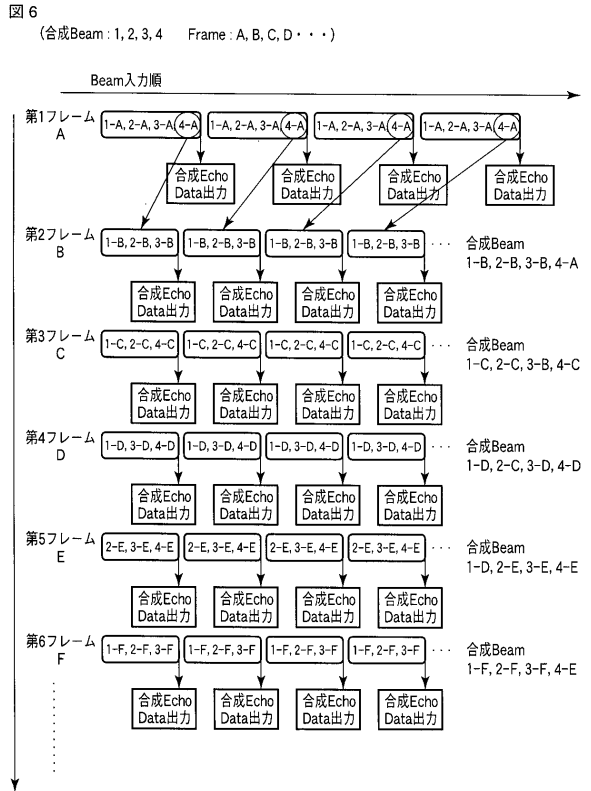 図6
(合成Beam : 1, 2, 3, 4 Frame : A, B, C, D・・・)
Beam入力順
第1フレーム
A
1-A, 2-A, 3-A, 4-A
1-A, 2-A, 3-A, 4-A
1-A, 2-A, 3-A, 4-A
1-A, 2-A, 3-A, 4-A
合成Echo
Data出力
合成Echo
Data出力
合成Echo
Data出力
合成Echo
Data出力
第2フレーム
B
1-B, 2-B, 3-B
1-B, 2-B, 3-B
1-B, 2-B, 3-B
1-B, 2-B, 3-B
・・・
合成Beam
1-B, 2-B, 3-B, 4-A
合成Echo
Data出力
合成Echo
Data出力
合成Echo
Data出力
合成Echo
Data出力
第3フレーム
C
1-C, 2-C, 4-C
1-C, 2-C, 4-C
1-C, 2-C, 4-C
1-C, 2-C, 4-C
・・・
合成Beam
1-C, 2-C, 3-B, 4-C
合成Echo
Data出力
合成Echo
Data出力
合成Echo
Data出力
合成Echo
Data出力
第4フレーム
D
1-D, 3-D, 4-D
1-D, 3-D, 4-D
1-D, 3-D, 4-D
1-D, 3-D, 4-D
・・・
合成Beam
1-D, 2-C, 3-D, 4-D
合成Echo
Data出力
合成Echo
Data出力
合成Echo
Data出力
合成Echo
Data出力
第5フレーム
E
2-E, 3-E, 4-E
2-E, 3-E, 4-E
2-E, 3-E, 4-E
2-E, 3-E, 4-E
・・・
合成Beam
1-D, 2-E, 3-E, 4-E
合成Echo
Data出力
合成Echo
Data出力
合成Echo
Data出力
合成Echo
Data出力
第6フレーム
F
1-F, 2-F, 3-F
1-F, 2-F, 3-F
1-F, 2-F, 3-F
1-F, 2-F, 3-F
・・・
合成Beam
1-F, 2-F, 3-F, 4-E
合成Echo
Data出力
合成Echo
Data出力
合成Echo
Data出力
合成Echo
Data出力